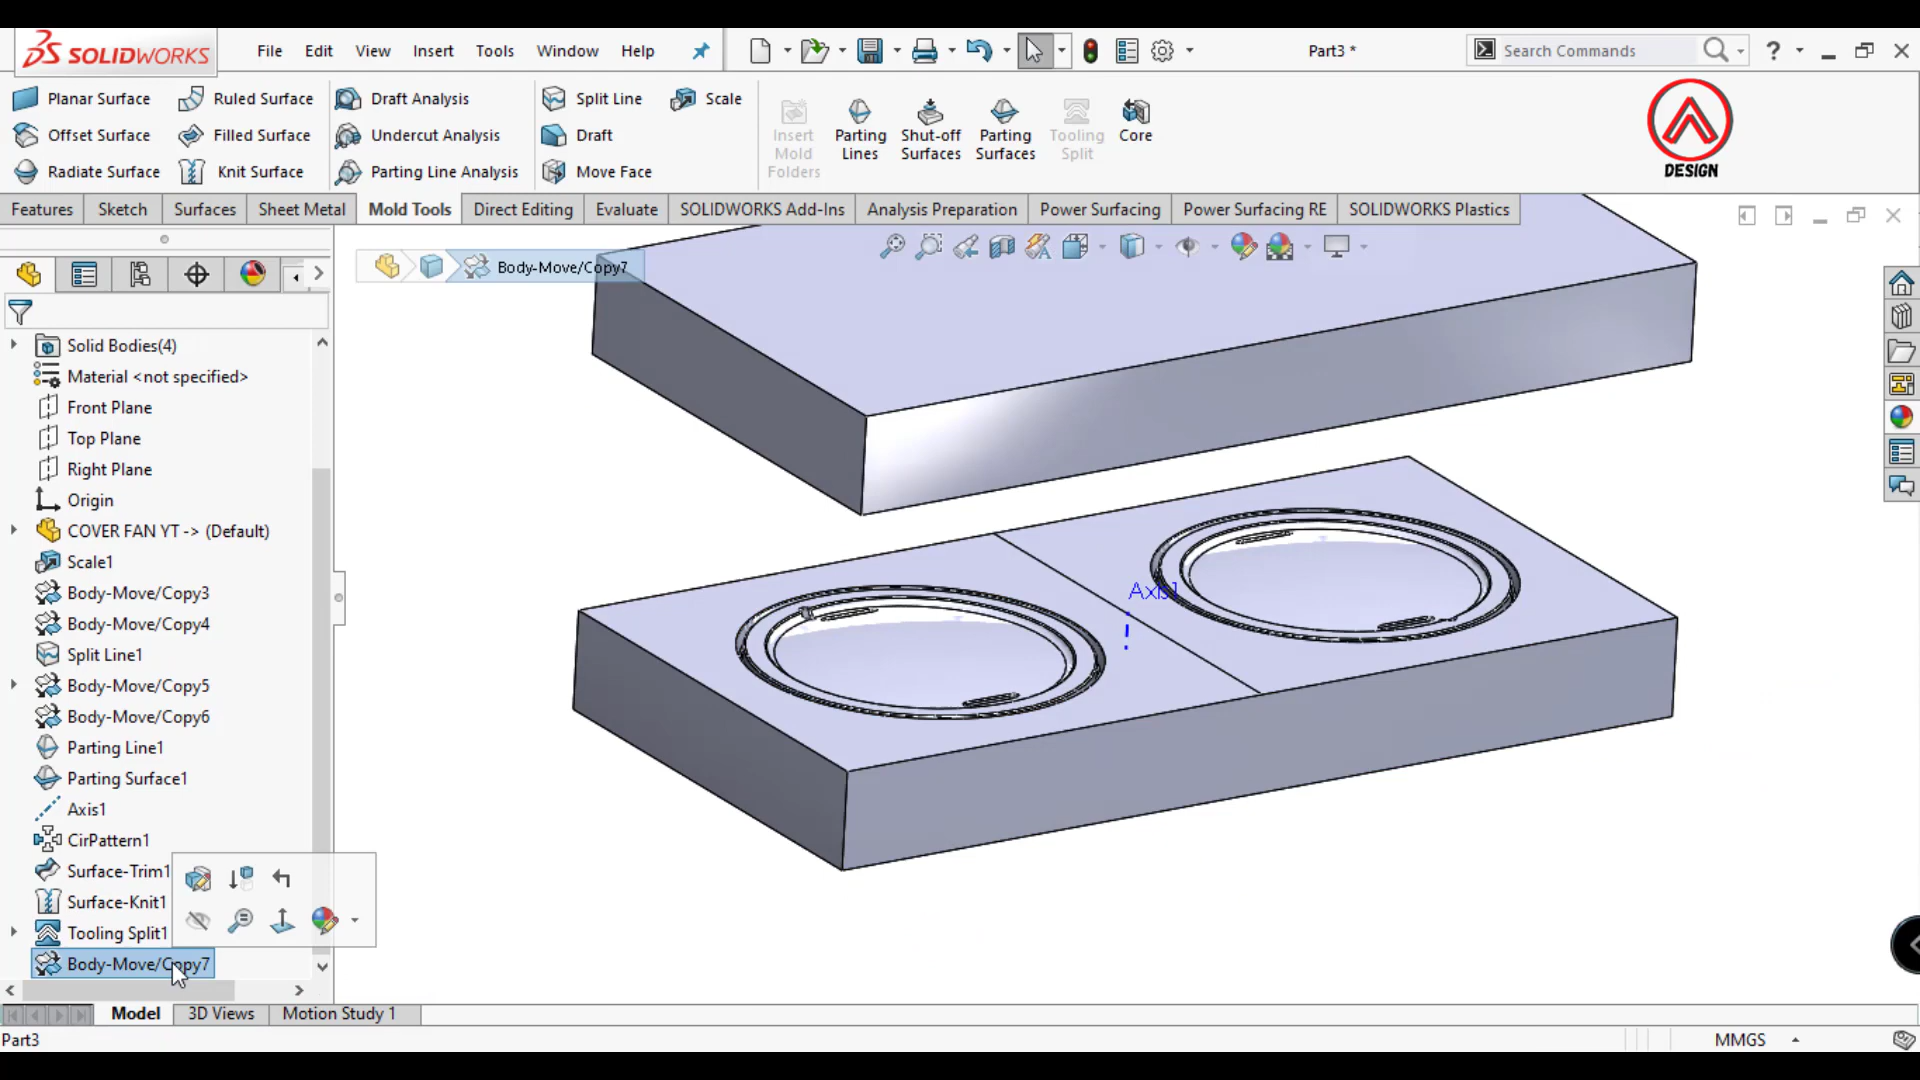 SOLIDWORKS
File Edit View Insert Tools Window Help
Part3 *
Search Commands
?
Planar Surface Ruled Surface Draft Analysis Split Line Scale
Offset Surface Filled Surface Undercut Analysis Draft
Radiate Surface Knit Surface Parting Line Analysis Move Face
Insert Mold Folders
Parting Lines
Shut-off Surfaces
Parting Surfaces
Tooling Split
Core
DESIGN
Features Sketch Surfaces Sheet Metal Mold Tools Direct Editing Evaluate SOLIDWORKS Add-Ins Analysis Preparation Power Surfacing Power Surfacing RE SOLIDWORKS Plastics
Body-Move/Copy7
Solid Bodies(4)
Material <not specified>
Front Plane
Top Plane
Right Plane
Origin
COVER FAN YT -> (Default)
Scale1
Body-Move/Copy3
Body-Move/Copy4
Split Line1
Body-Move/Copy5
Body-Move/Copy6
Parting Line1
Parting Surface1
Axis1
CirPattern1
Surface-Trim1
Surface-Knit1
Tooling Split1
Body-Move/Copy7
Axis1
Model 3D Views Motion Study 1
Part3
MMGS